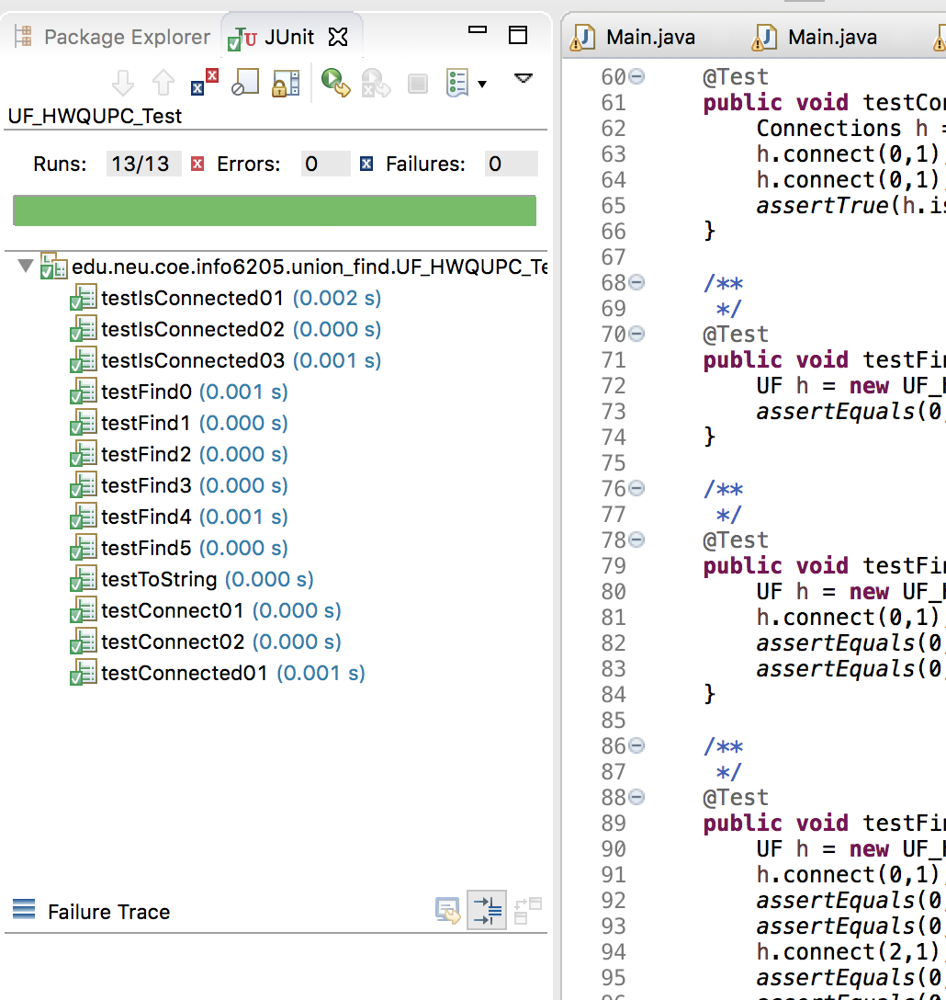 Package Explorer JUnit
UF_HWQUPC_Test
Runs: 13/13 Errors: 0 Failures: 0
edu.neu.coe.info6205.union_find.UF_HWQUPC_Te
testIsConnected01 (0.002 s)
testIsConnected02 (0.000 s)
testIsConnected03 (0.001 s)
testFind0 (0.001 s)
testFind1 (0.000 s)
testFind2 (0.000 s)
testFind3 (0.000 s)
testFind4 (0.001 s)
testFind5 (0.000 s)
testToString (0.000 s)
testConnect01 (0.000 s)
testConnect02 (0.000 s)
testConnected01 (0.001 s)
Failure Trace
Main.java Main.java
60 @Test
61 public void testCon
62 Connections h =
63 h.connect(0,1)
64 h.connect(0,1)
65 assertTrue(h.is
66 }
67
68 /**
69 */
70 @Test
71 public void testFin
72 UF h = new UF_H
73 assertEquals(0,
74 }
75
76 /**
77 */
78 @Test
79 public void testFin
80 UF h = new UF_H
81 h.connect(0,1)
82 assertEquals(0,
83 assertEquals(0,
84 }
85
86 /**
87 */
88 @Test
89 public void testFin
90 UF h = new UF_H
91 h.connect(0,1)
92 assertEquals(0,
93 assertEquals(0,
94 h.connect(2,1)
95 assertEquals(0,